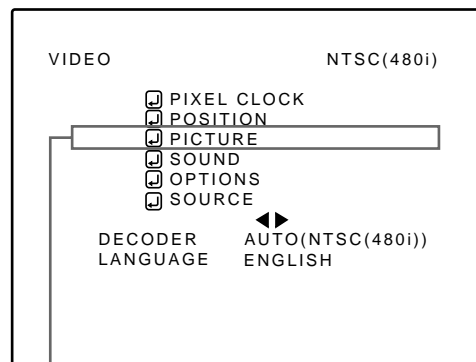 VIDEO NTSC(480i)
PIXEL CLOCK
POSITION
PICTURE
SOUND
OPTIONS
SOURCE
DECODER AUTO(NTSC(480i))
LANGUAGE ENGLISH